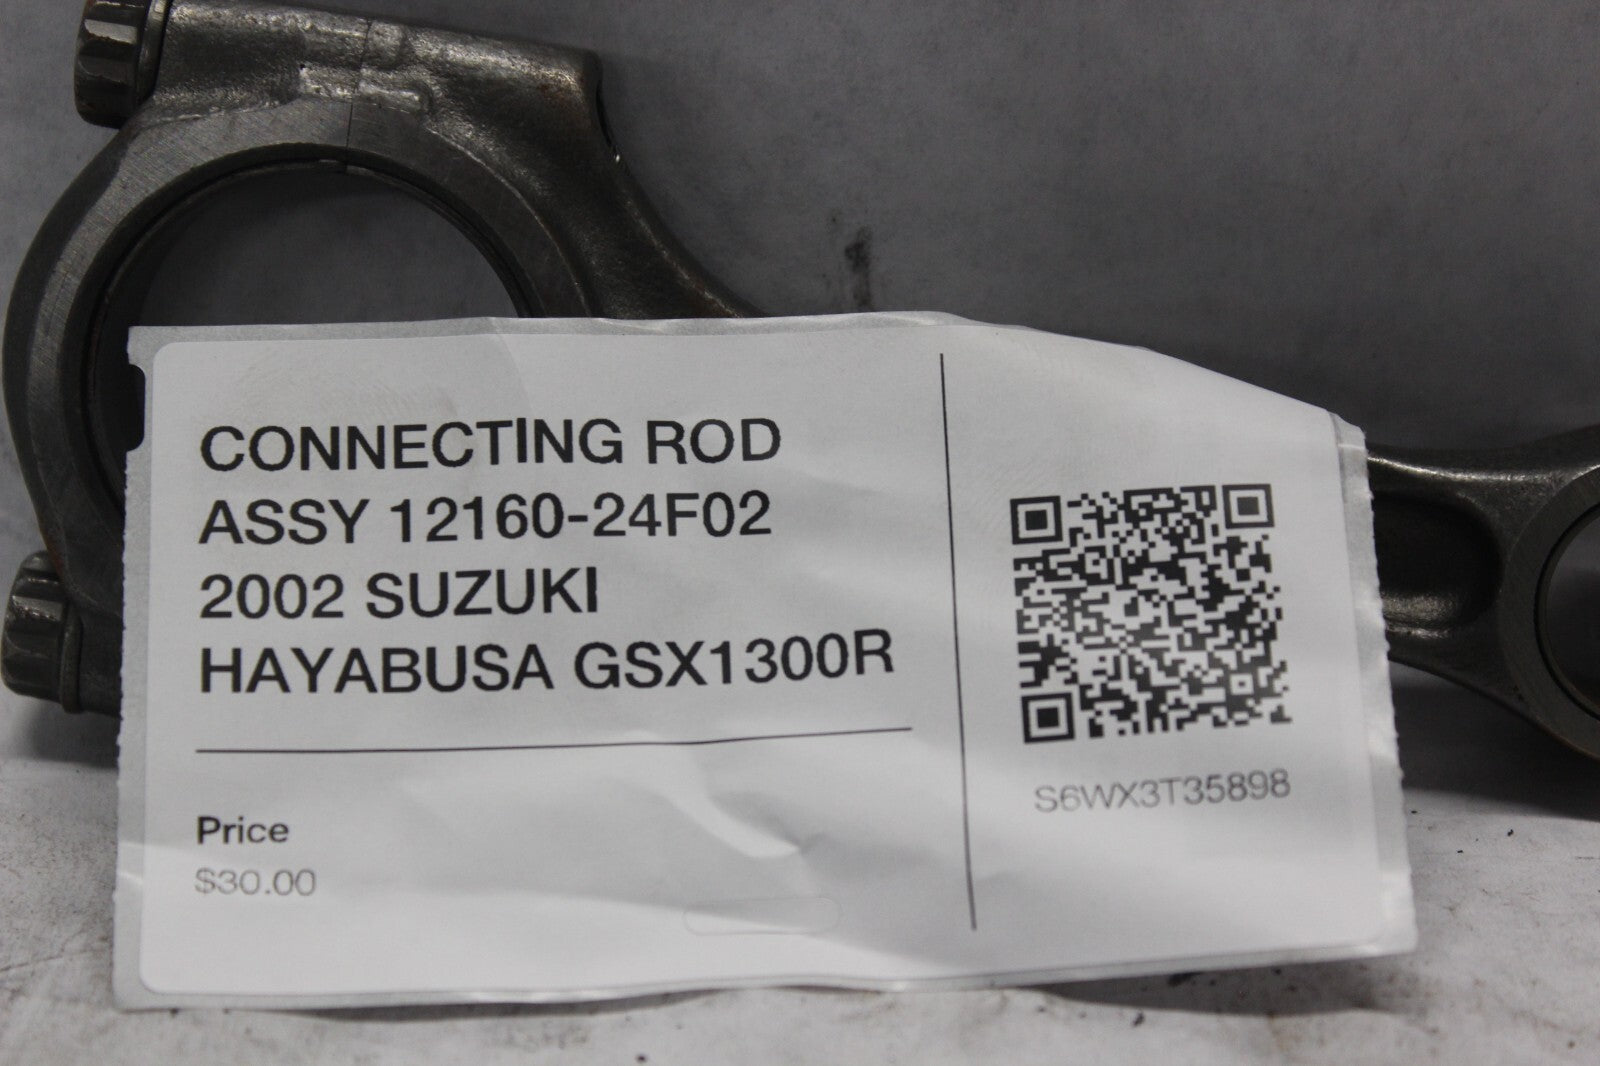 CONNECTING ROD
ASSY 12160-24F02
2002 SUZUKI
HAYABUSA GSX1300R
Price
$30.00
S6WX3T35898